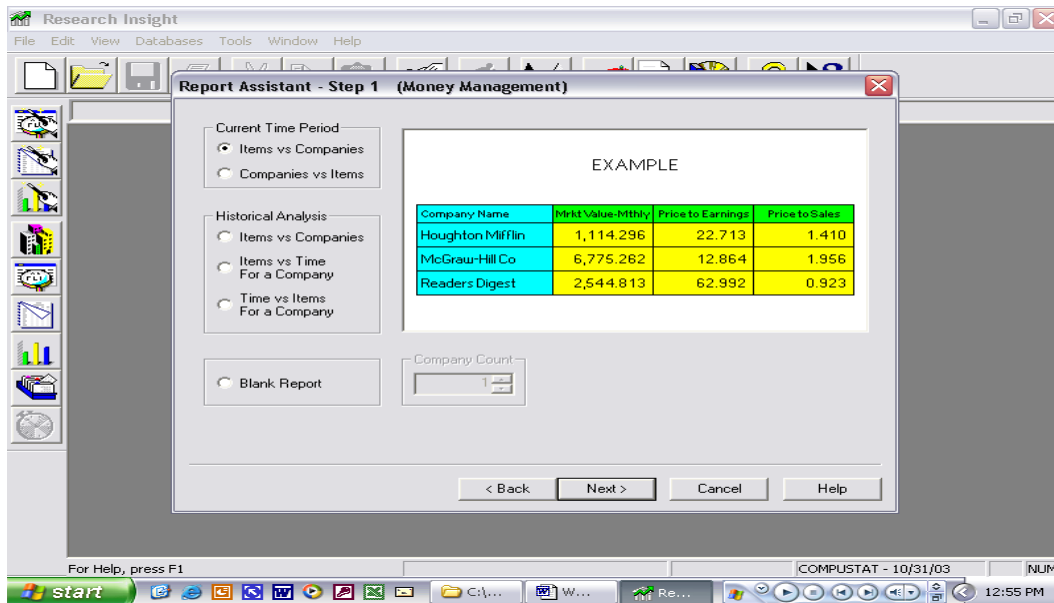 Research Insight
File Edit View Databases Tools Window Help
Report Assistant - Step 1 (Money Management)
Current Time Period
Items vs Companies
Companies vs Items
Historical Analysis
Items vs Companies
Items vs Time
For a Company
Time vs Items
For a Company
Blank Report
EXAMPLE
Company Name Mrkt Value-Mthly Price to Earnings Price to Sales
Houghton Mifflin 1,114.296 22.713 1.410
McGraw-Hill Co 6,775.262 12.864 1.956
Readers Digest 2,544.813 62.992 0.923
Company Count
1
< Back Next > Cancel Help
For Help, press F1
COMPUSTAT - 10/31/03 NUM
start C:\... W... Re... 12:55 PM